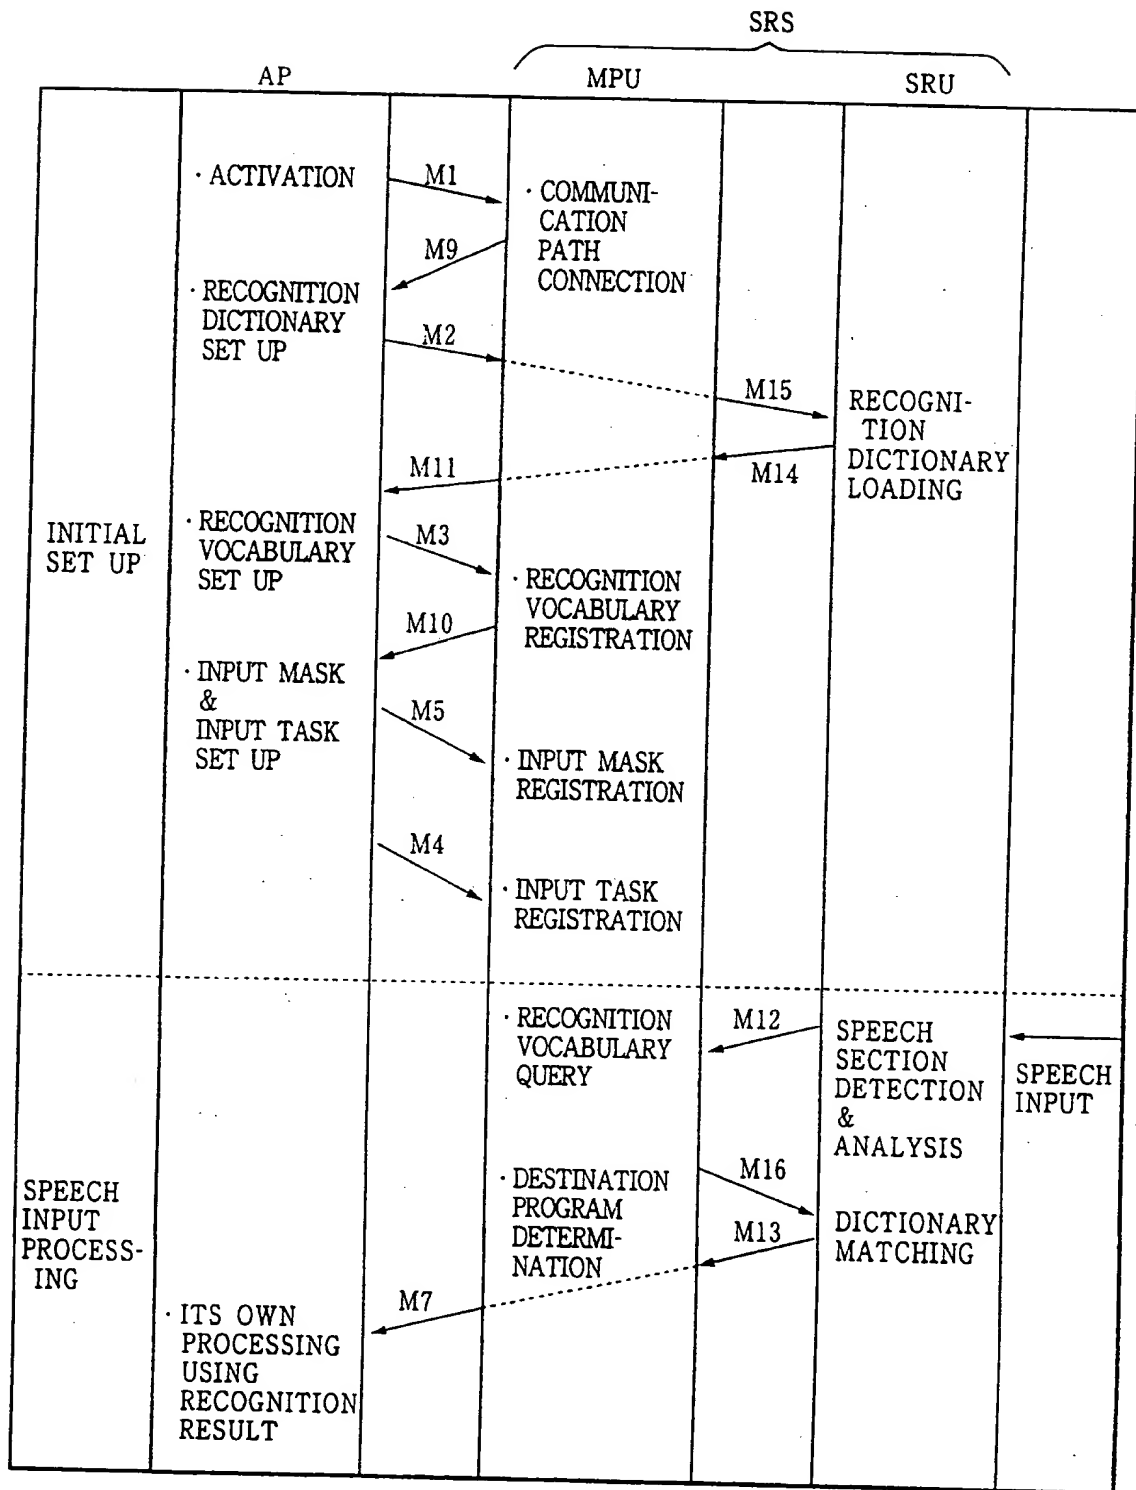 SRS
AP
MPU
SRU
· ACTIVATION
M1
· COMMUNI-
CATION
PATH
CONNECTION
M9
· RECOGNITION
DICTIONARY
SET UP
M2
M15
RECOGNI-
TION
DICTIONARY
LOADING
M14
M11
INITIAL
SET UP
· RECOGNITION
VOCABULARY
SET UP
M3
· RECOGNITION
VOCABULARY
REGISTRATION
M10
· INPUT MASK
&
INPUT TASK
SET UP
M5
· INPUT MASK
REGISTRATION
M4
· INPUT TASK
REGISTRATION
· RECOGNITION
VOCABULARY
QUERY
M12
SPEECH
SECTION
DETECTION
&
ANALYSIS
SPEECH
INPUT
SPEECH
INPUT
PROCESS-
ING
· DESTINATION
PROGRAM
DETERMI-
NATION
M16
M13
DICTIONARY
MATCHING
M7
· ITS OWN
PROCESSING
USING
RECOGNITION
RESULT